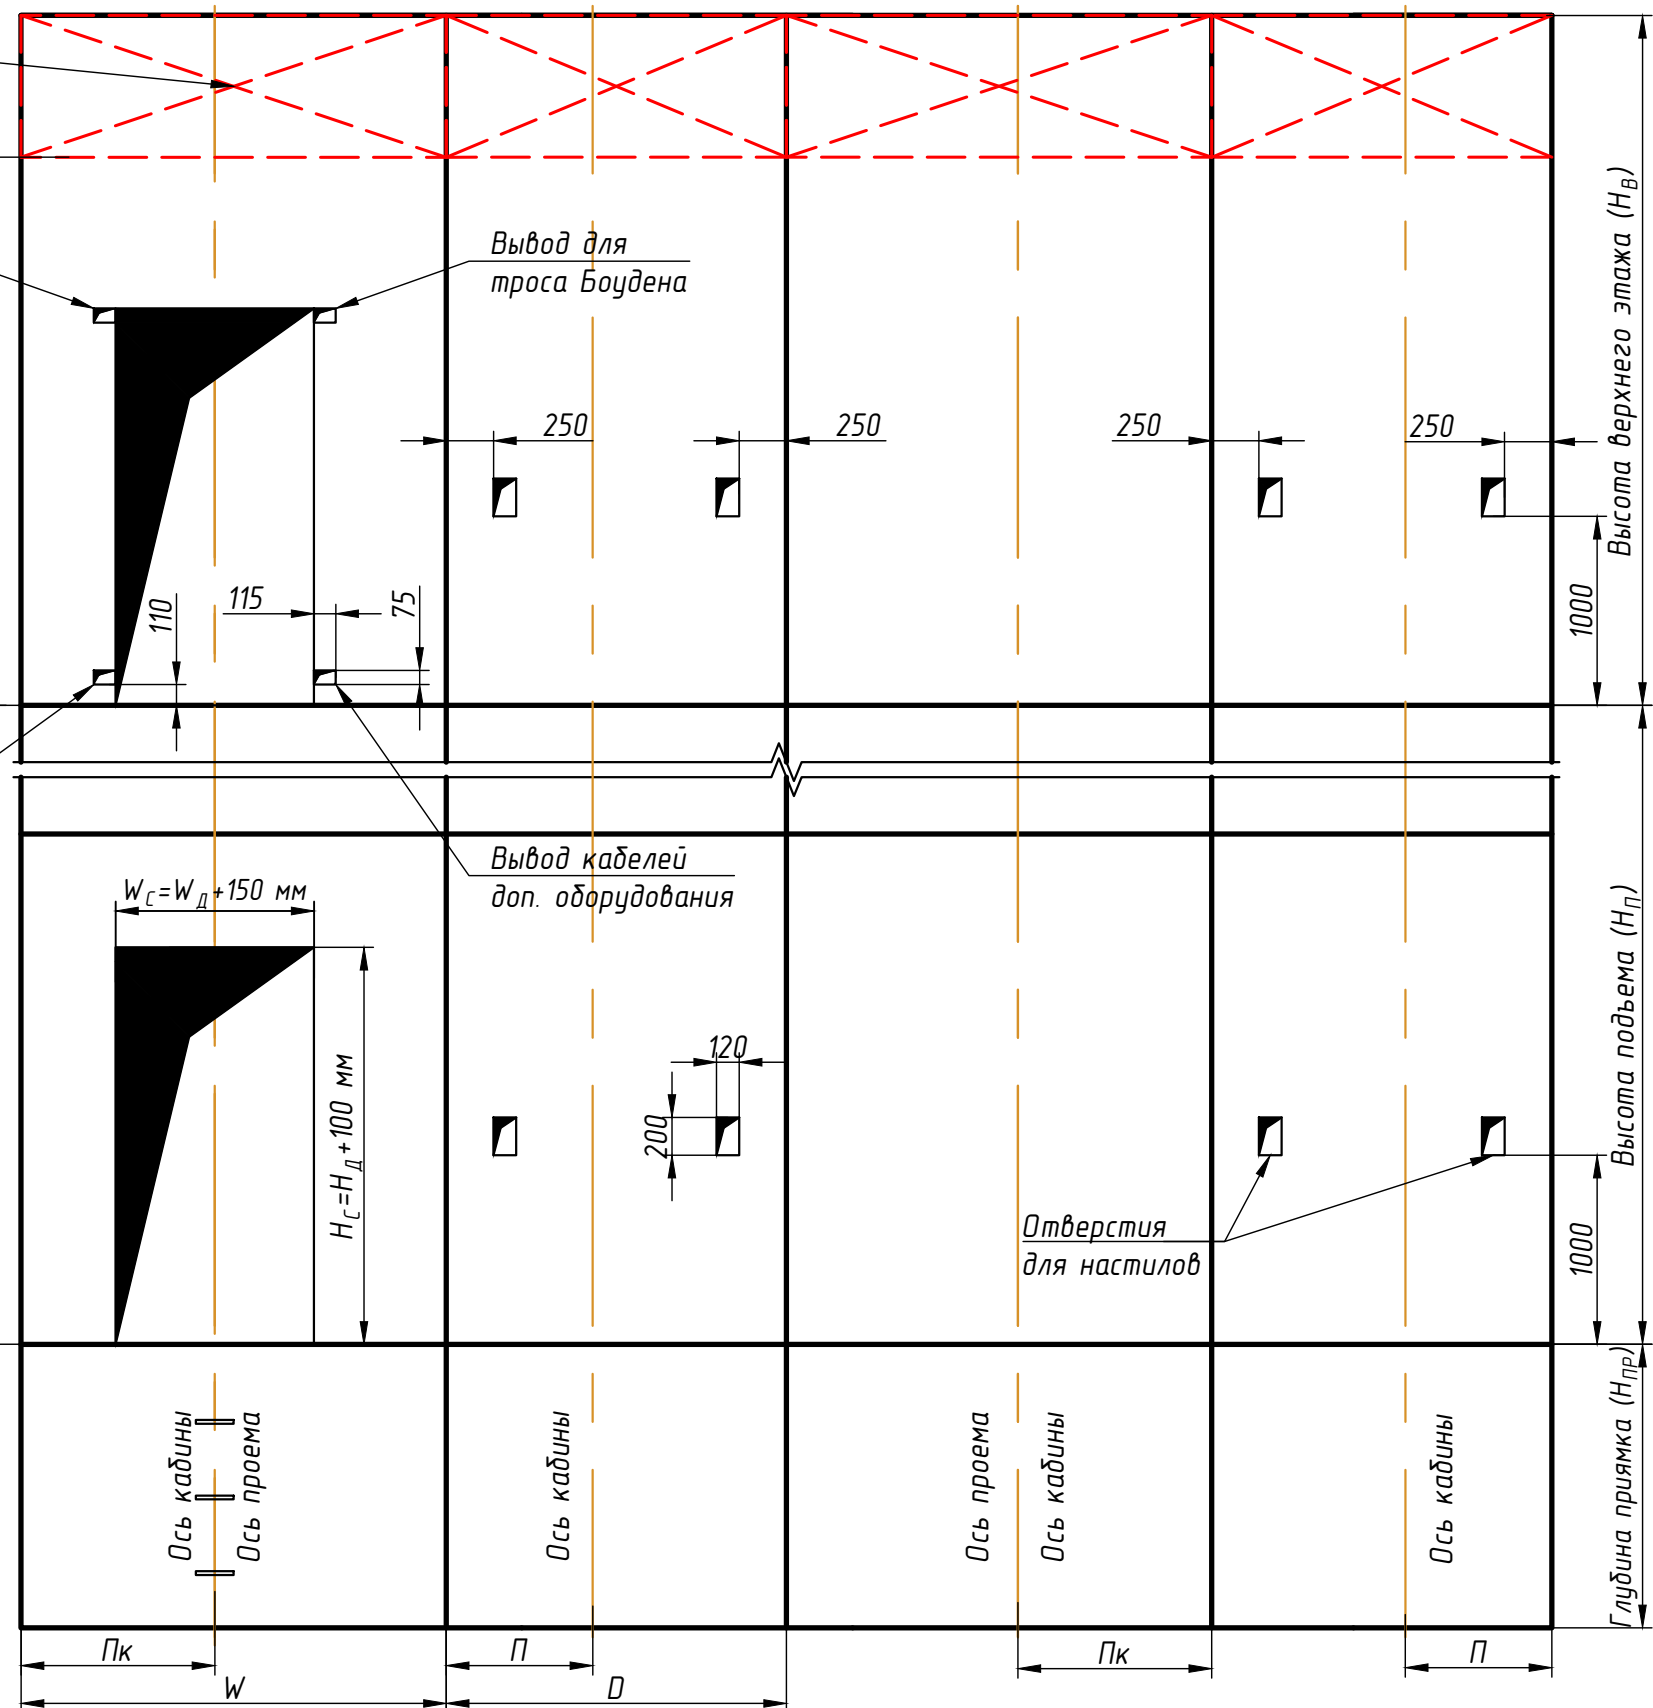 Вывод для
троса Боудена
Высота верхнего этажа (HВ)
250
250
250
250
110
115
75
1000
Вывод кабелей
доп. оборудования
WС=WД+150 мм
HС=HД+100 мм
120
200
Высота подъема (HП)
Отверстия
для настилов
1000
Ось кабины
Ось проема
Ось кабины
Ось проема
Ось кабины
Ось кабины
Глубина приямка (HПР)
Пк
П
Пк
П
W
D